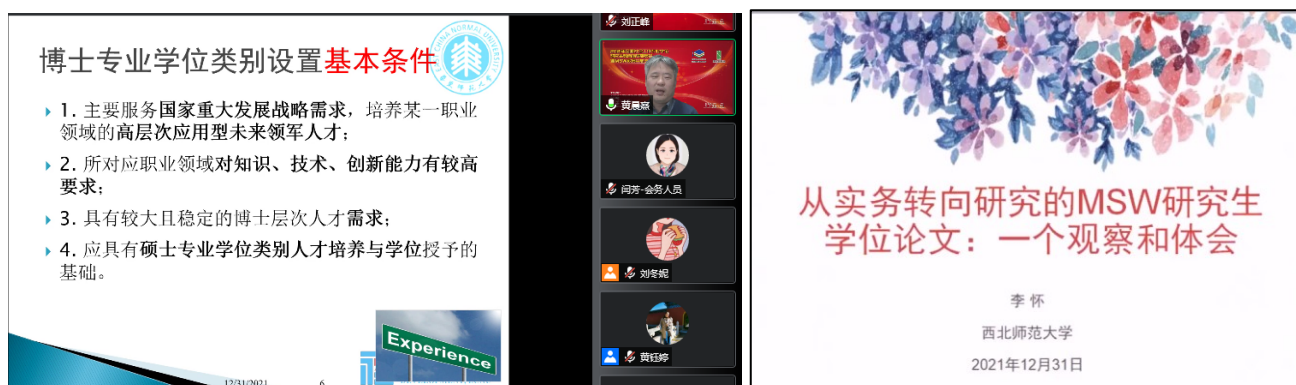 博士专业学位类别设置基本条件
1. 主要服务国家重大发展战略需求，培养某一职业
领域的高层次应用型未来领军人才；
2. 所对应职业领域对知识、技术、创新能力有较高
要求；
3. 具有较大且稳定的博士层次人才需求；
4. 应具有硕士专业学位类别人才培养与学位授予的
基础。
Experience
12/31/2021
6
刘正峰
黄晨熹
闫芳-会务人员
刘冬妮
黄钰婷
从实务转向研究的MSW研究生
学位论文：一个观察和体会
李怀
西北师范大学
2021年12月31日